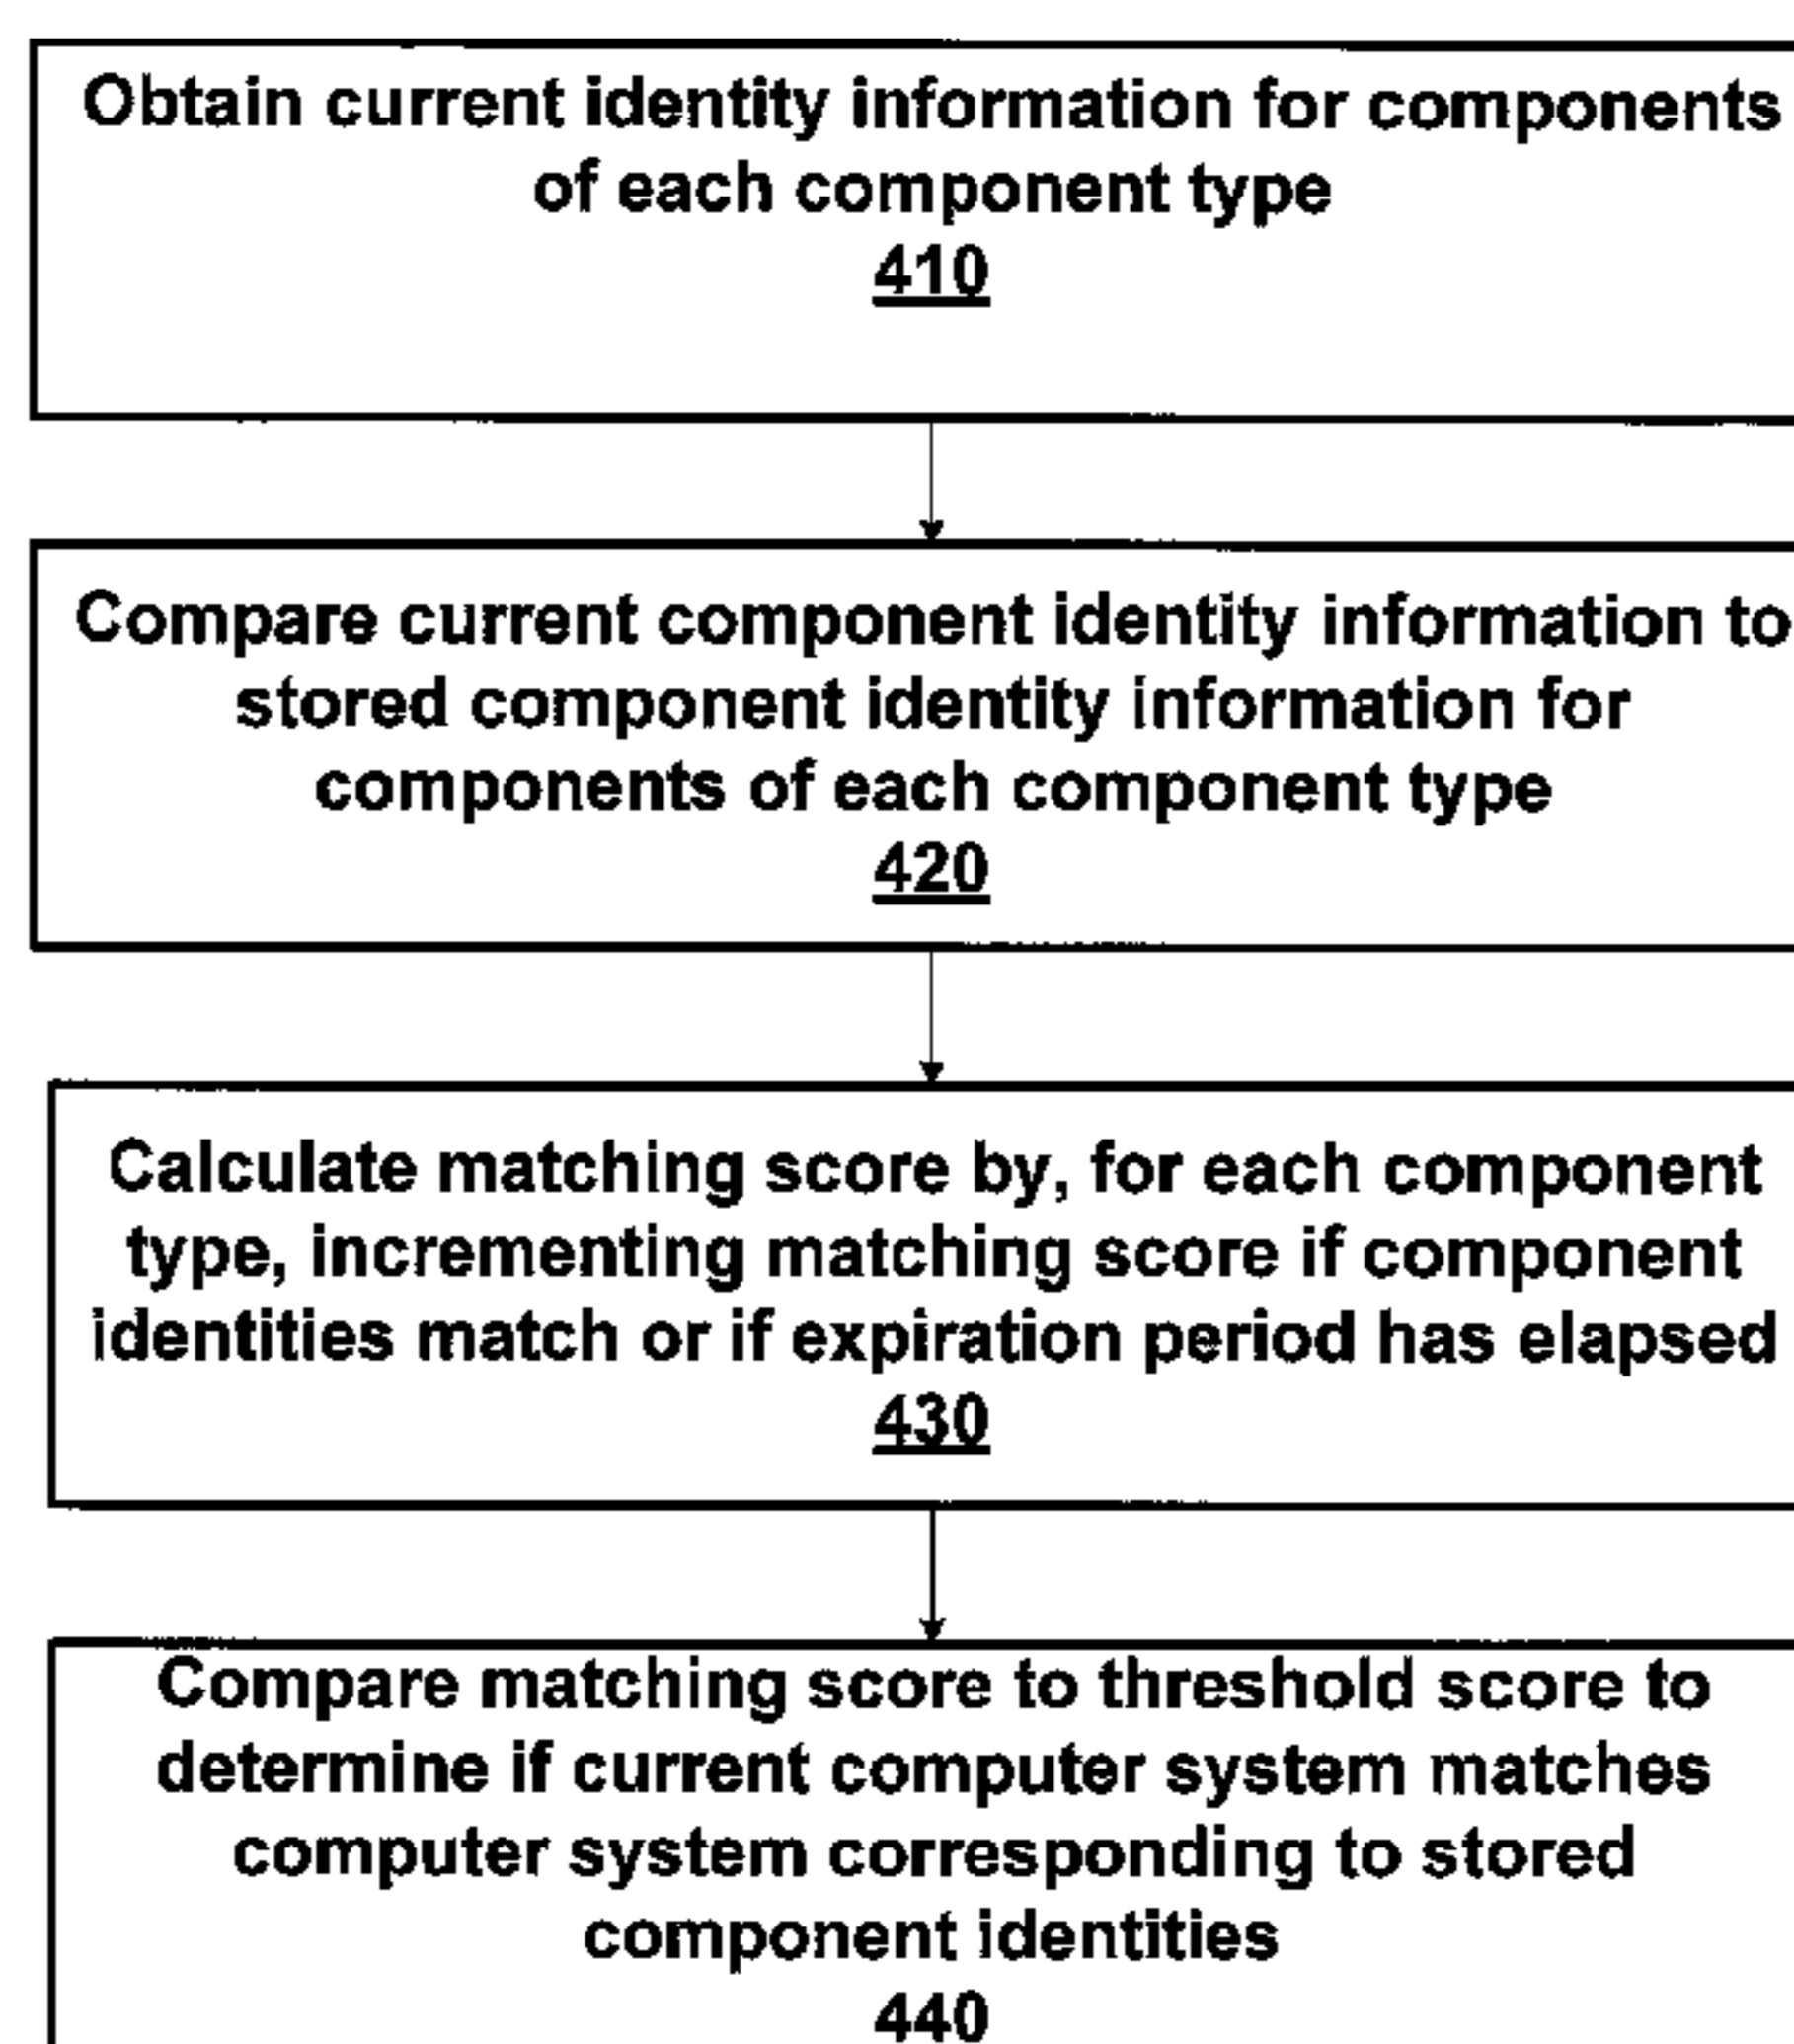 Obtain current identity information for components
of each component type
410
Compare current component identity information to
stored component identity information for
components of each component type
420
Calculate matching score by, for each component
type, incrementing matching score if component
identities match or if expiration period has elapsed
430
Compare matching score to threshold score to
determine if current computer system matches
computer system corresponding to stored
component identities
440